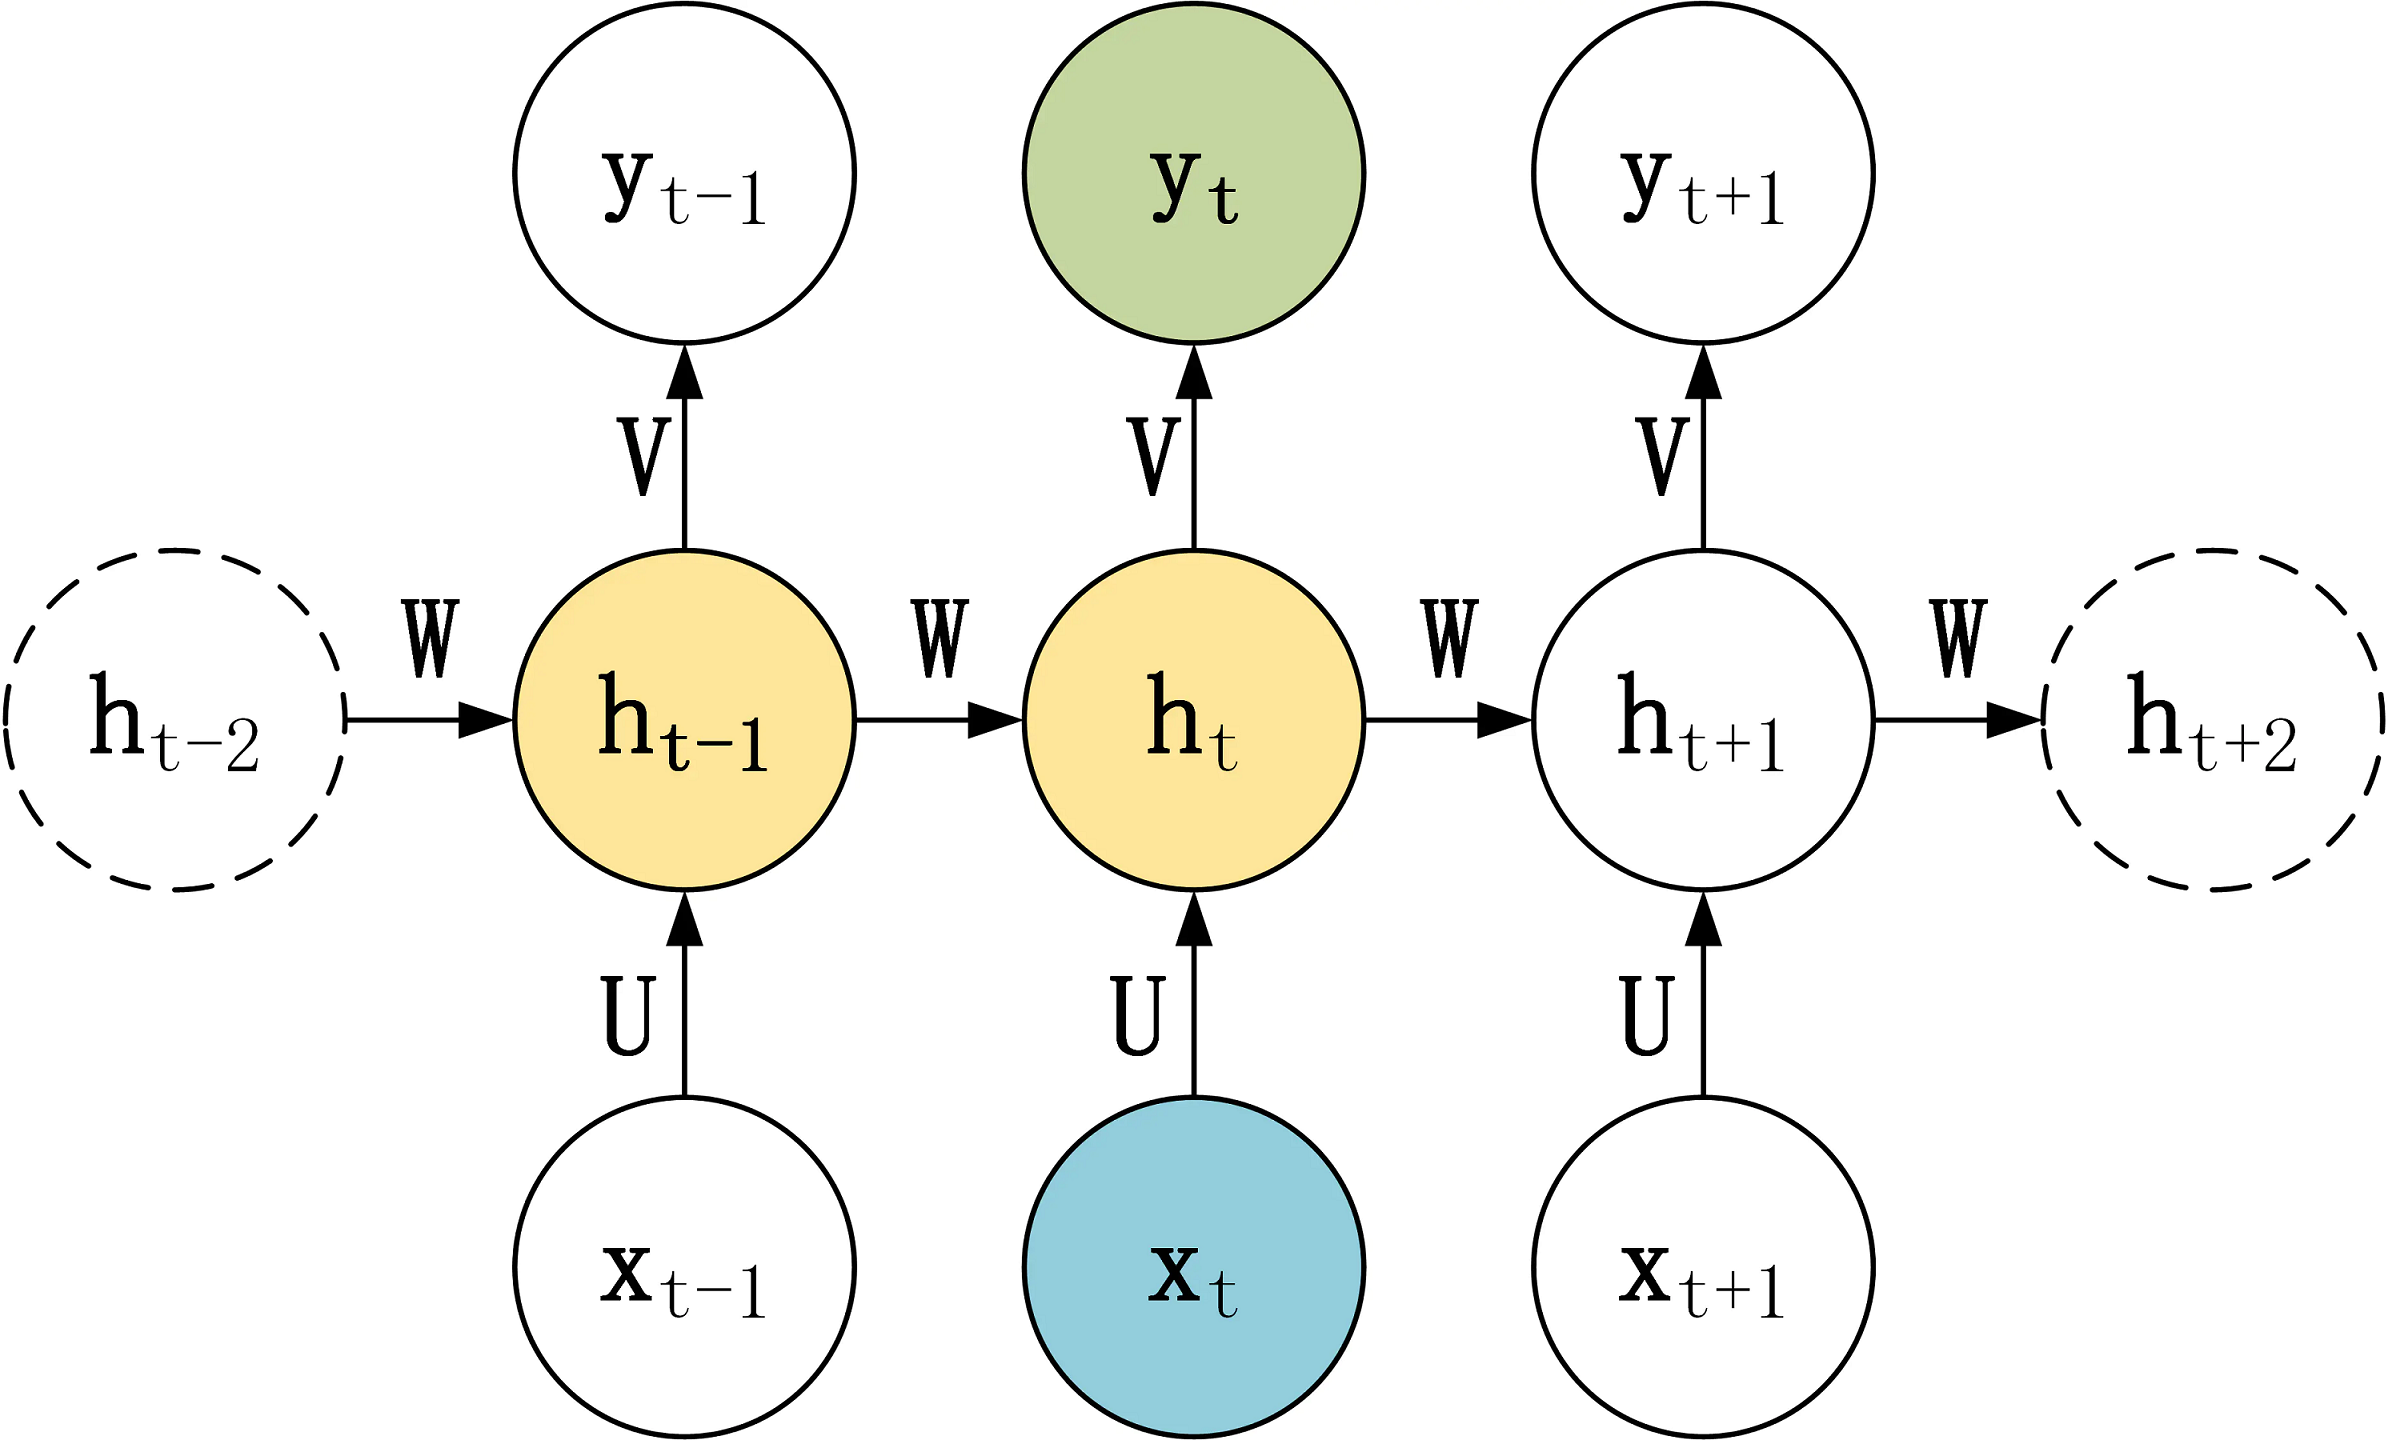 y_{t-1} y_t y_{t+1}
V V V
W W W W
h_{t-2} h_{t-1} h_t h_{t+1} h_{t+2}
U U U
x_{t-1} x_t x_{t+1}